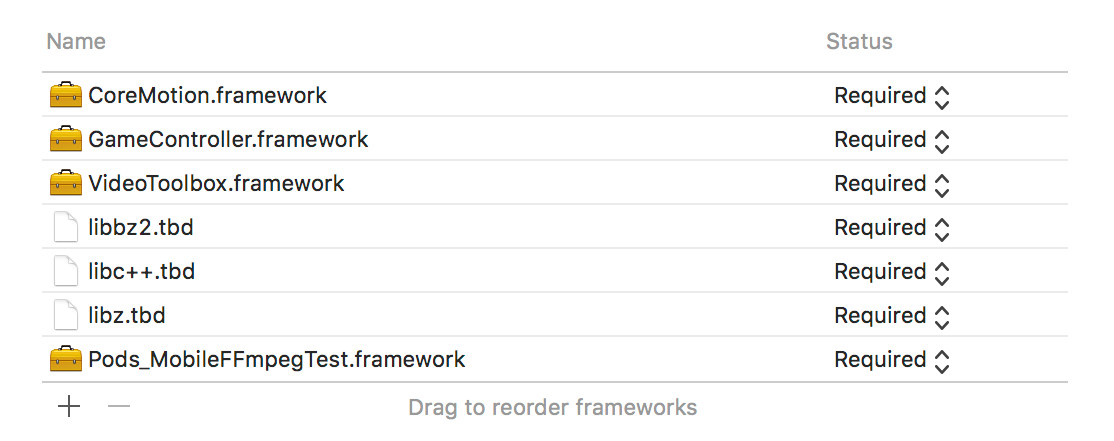 Name Status
CoreMotion.framework Required
GameController.framework Required
VideoToolbox.framework Required
libbz2.tbd Required
libc++.tbd Required
libz.tbd Required
Pods_MobileFFmpegTest.framework Required
Drag to reorder frameworks